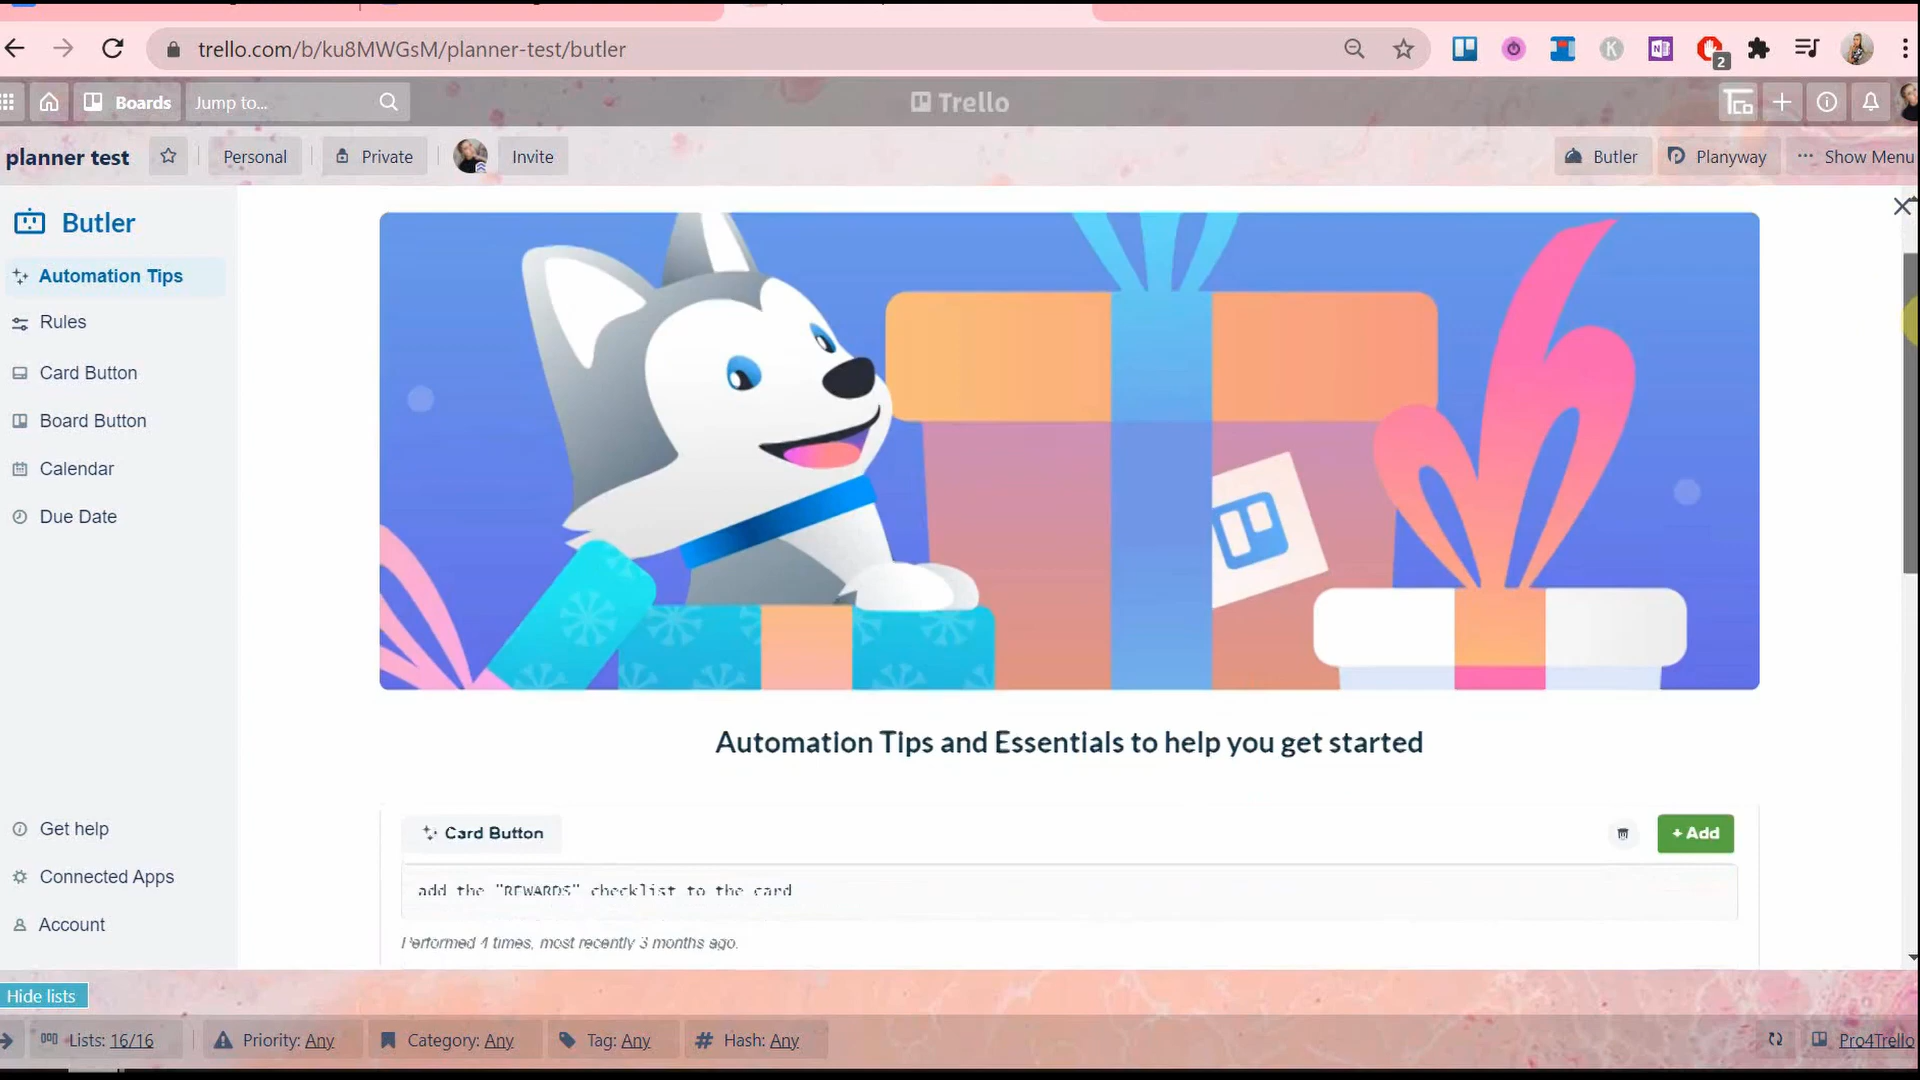 trello.com/b/ku8MWGsM/planner-test/butler
2
Boards
Jump to...
Trello
planner test
Personal
Private
Invite
Butler
Planyway
Show Menu
Butler
Automation Tips
Rules
Card Button
Board Button
Calendar
Due Date
Automation Tips and Essentials to help you get started
Card Button
+ Add
add the "REWARDS" checklist to the card
Performed 4 times, most recently 3 months ago.
Get help
Connected Apps
Account
Hide lists
Lists: 16/16
Priority: Any
Category: Any
Tag: Any
# Hash: Any
Pro4Trello